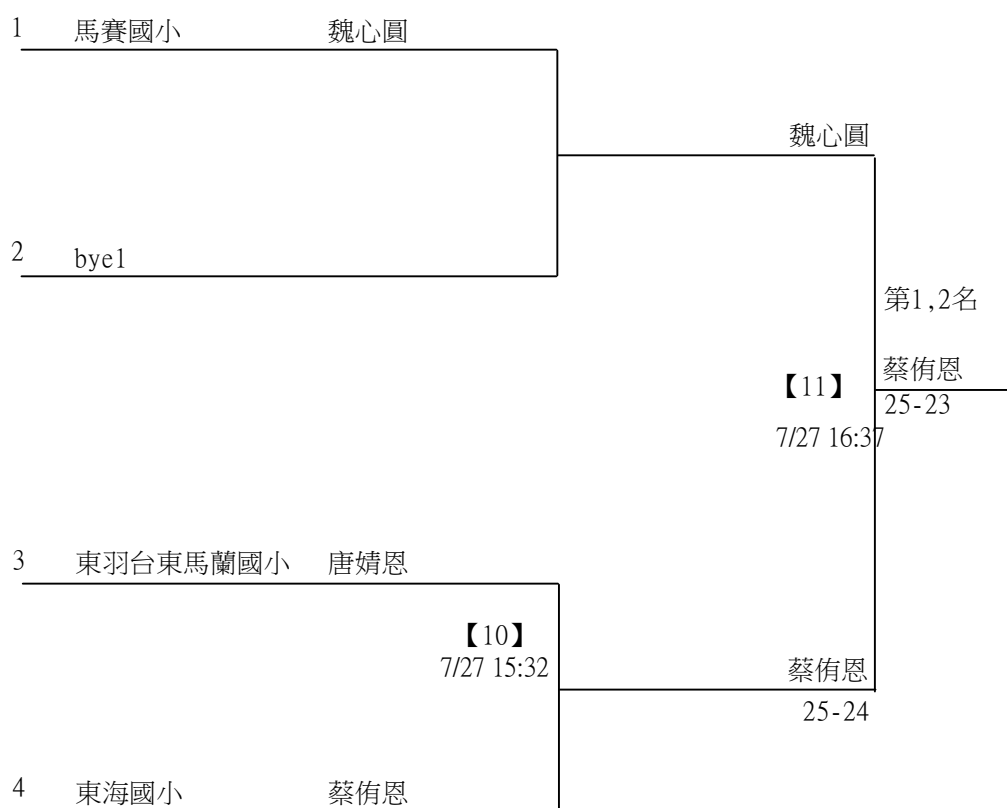 1 馬賽國小 魏心圓
魏心圓
2 bye1
第1,2名
蔡侑恩
【11】
25-23
7/27 16:37
3 東羽台東馬蘭國小 唐婧恩
【10】
7/27 15:32
蔡侑恩
25-24
4 東海國小 蔡侑恩